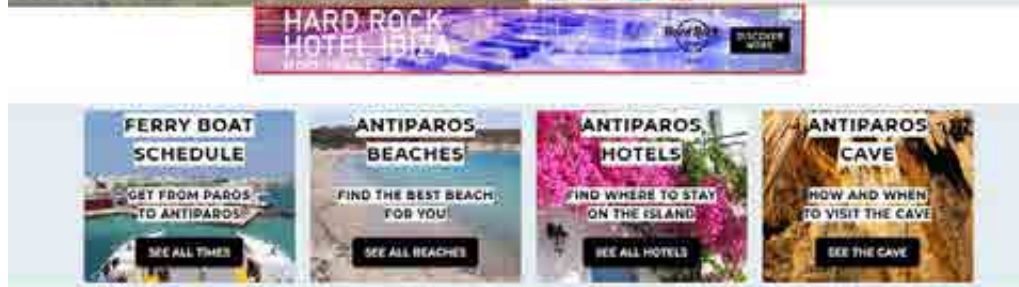 HARD ROCK
HOTEL IBIZA
Hard Rock
DISCOVER
MORE
FERRY BOAT
SCHEDULE
GET FROM PAROS
TO ANTIPAROS
SEE ALL TIMES
ANTIPAROS
BEACHES
FIND THE BEST BEACH
FOR YOU
SEE ALL BEACHES
ANTIPAROS
HOTELS
FIND WHERE TO STAY
ON THE ISLAND
SEE ALL HOTELS
ANTIPAROS
CAVE
HOW AND WHEN
TO VISIT THE CAVE
SEE THE CAVE